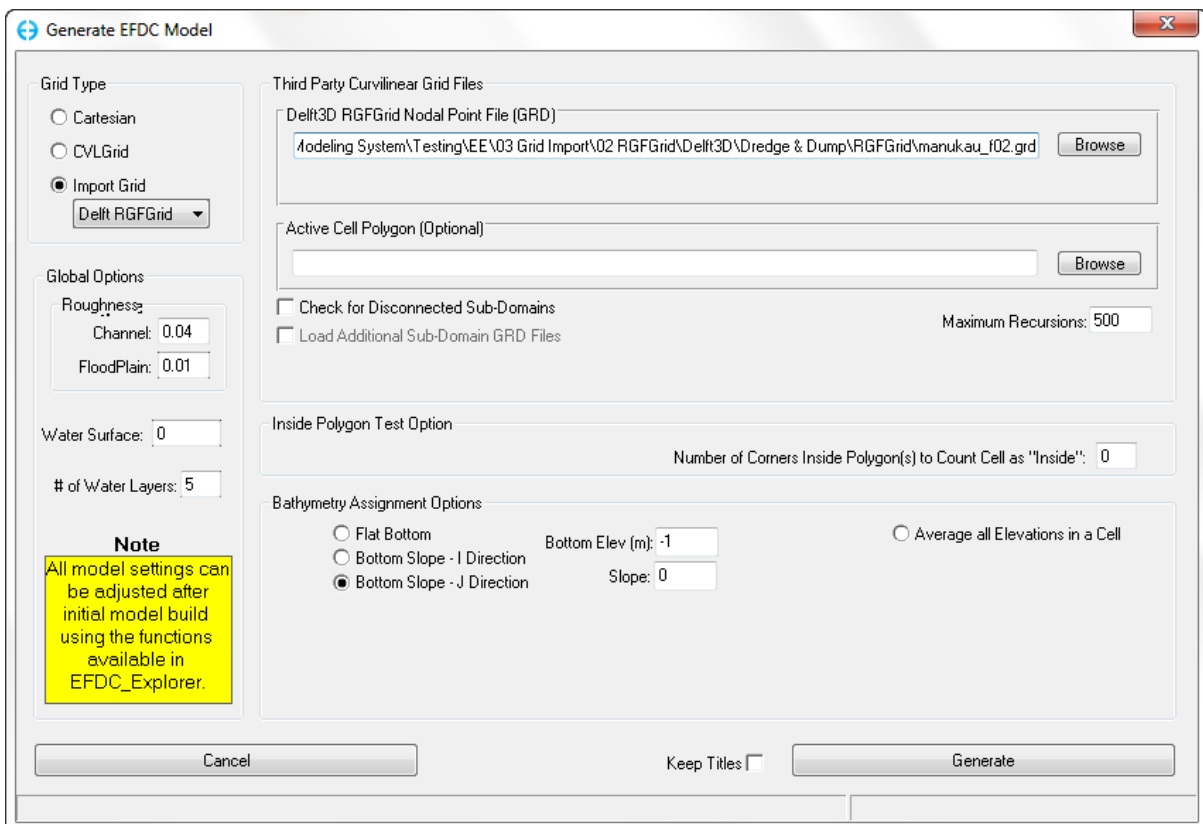 Generate EFDC Model
Grid Type
Cartesian
CVLGrid
Import Grid
Delft RGFGrid
Global Options
Roughness
Channel: 0.04
FloodPlain: 0.01
Water Surface: 0
# of Water Layers: 5
Note
All model settings can
be adjusted after
initial model build
using the functions
available in
EFDC_Explorer.
Third Party Curvilinear Grid Files
Delft3D RGFGrid Nodal Point File (GRD)
Modeling System\Testing\EE\03 Grid Import\02 RGFGrid\Delft3D\Dredge & Dump\RGFGrid\manukau_f02.grd Browse
Active Cell Polygon (Optional)
Browse
Check for Disconnected Sub-Domains
Load Additional Sub-Domain GRD Files
Maximum Recursions: 500
Inside Polygon Test Option
Number of Corners Inside Polygon(s) to Count Cell as "Inside": 0
Bathymetry Assignment Options
Flat Bottom
Bottom Slope - I Direction
Bottom Slope - J Direction
Bottom Elev (m): -1
Slope: 0
Average all Elevations in a Cell
Cancel
Keep Titles
Generate